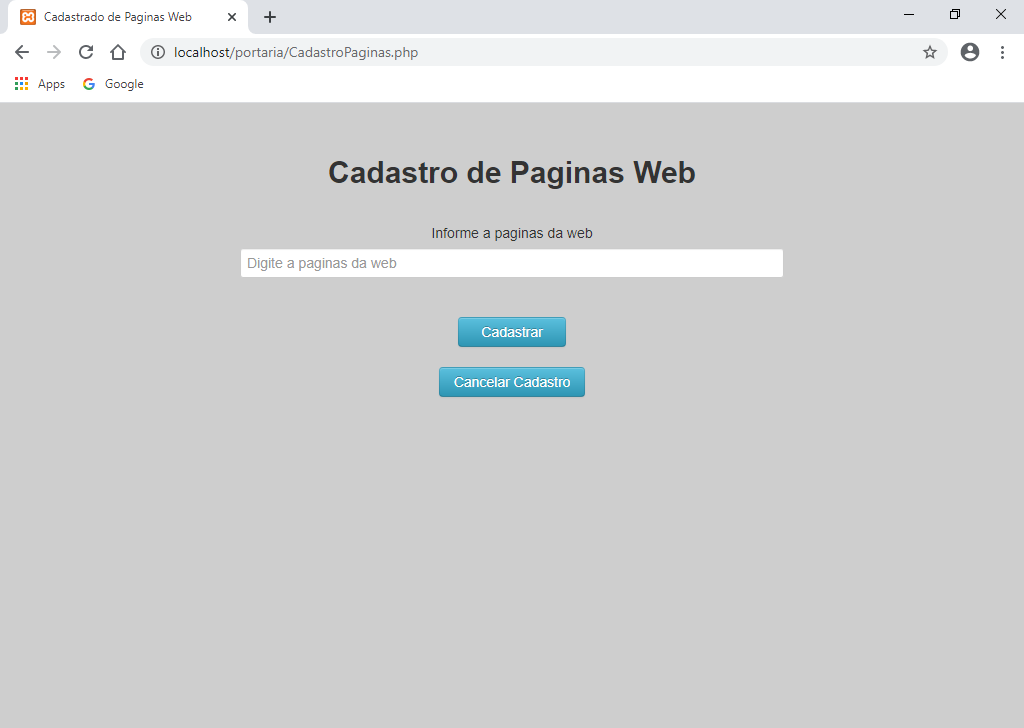 Cadastrado de Paginas Web
localhost/portaria/CadastroPaginas.php
Apps Google
Cadastro de Paginas Web
Informe a paginas da web
Digite a paginas da web
Cadastrar
Cancelar Cadastro